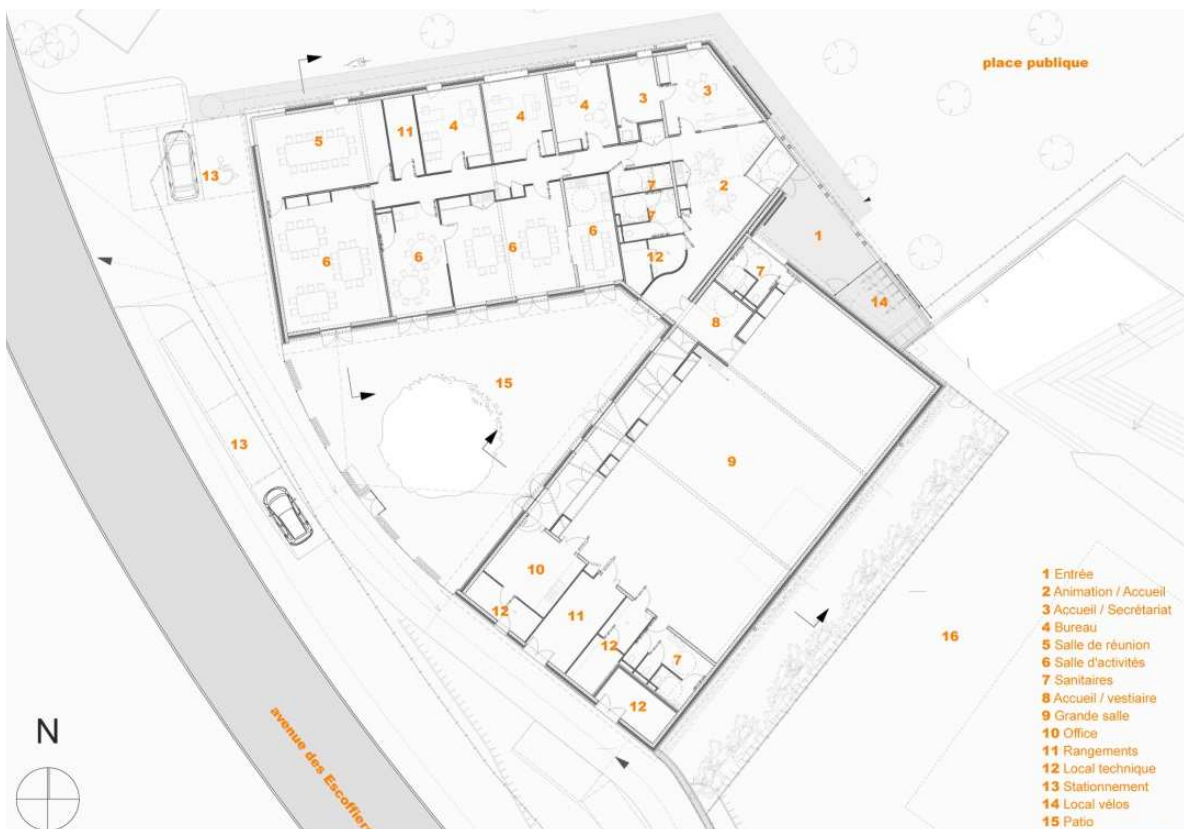 place publique
5
11
4
4
4
3
3
13
7
2
7
6
6
6
6
12
1
7
14
8
15
13
9
10
12
11
12
7
12
16
avenue des Escoffier
N
1 Entrée
2 Animation / Accueil
3 Accueil / Secrétariat
4 Bureau
5 Salle de réunion
6 Salle d'activités
7 Sanitaires
8 Accueil / vestiaire
9 Grande salle
10 Office
11 Rangements
12 Local technique
13 Stationnement
14 Local vélos
15 Patio